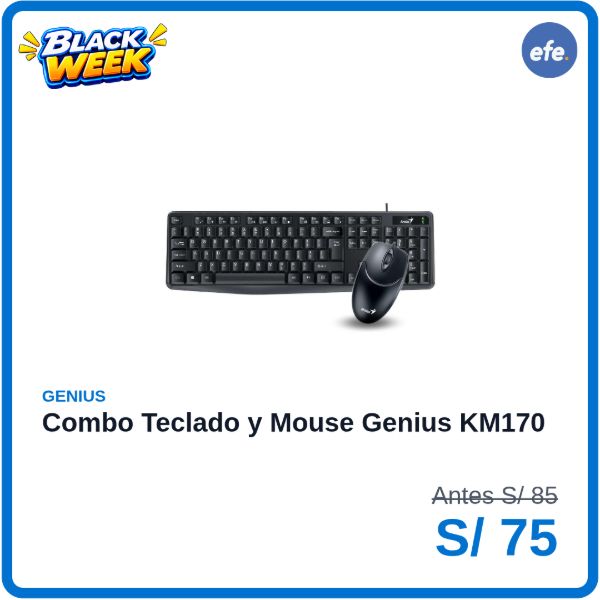 BLACK
WEEK
efe.
GENIUS
Combo Teclado y Mouse Genius KM170
Antes S/ 85
S/ 75